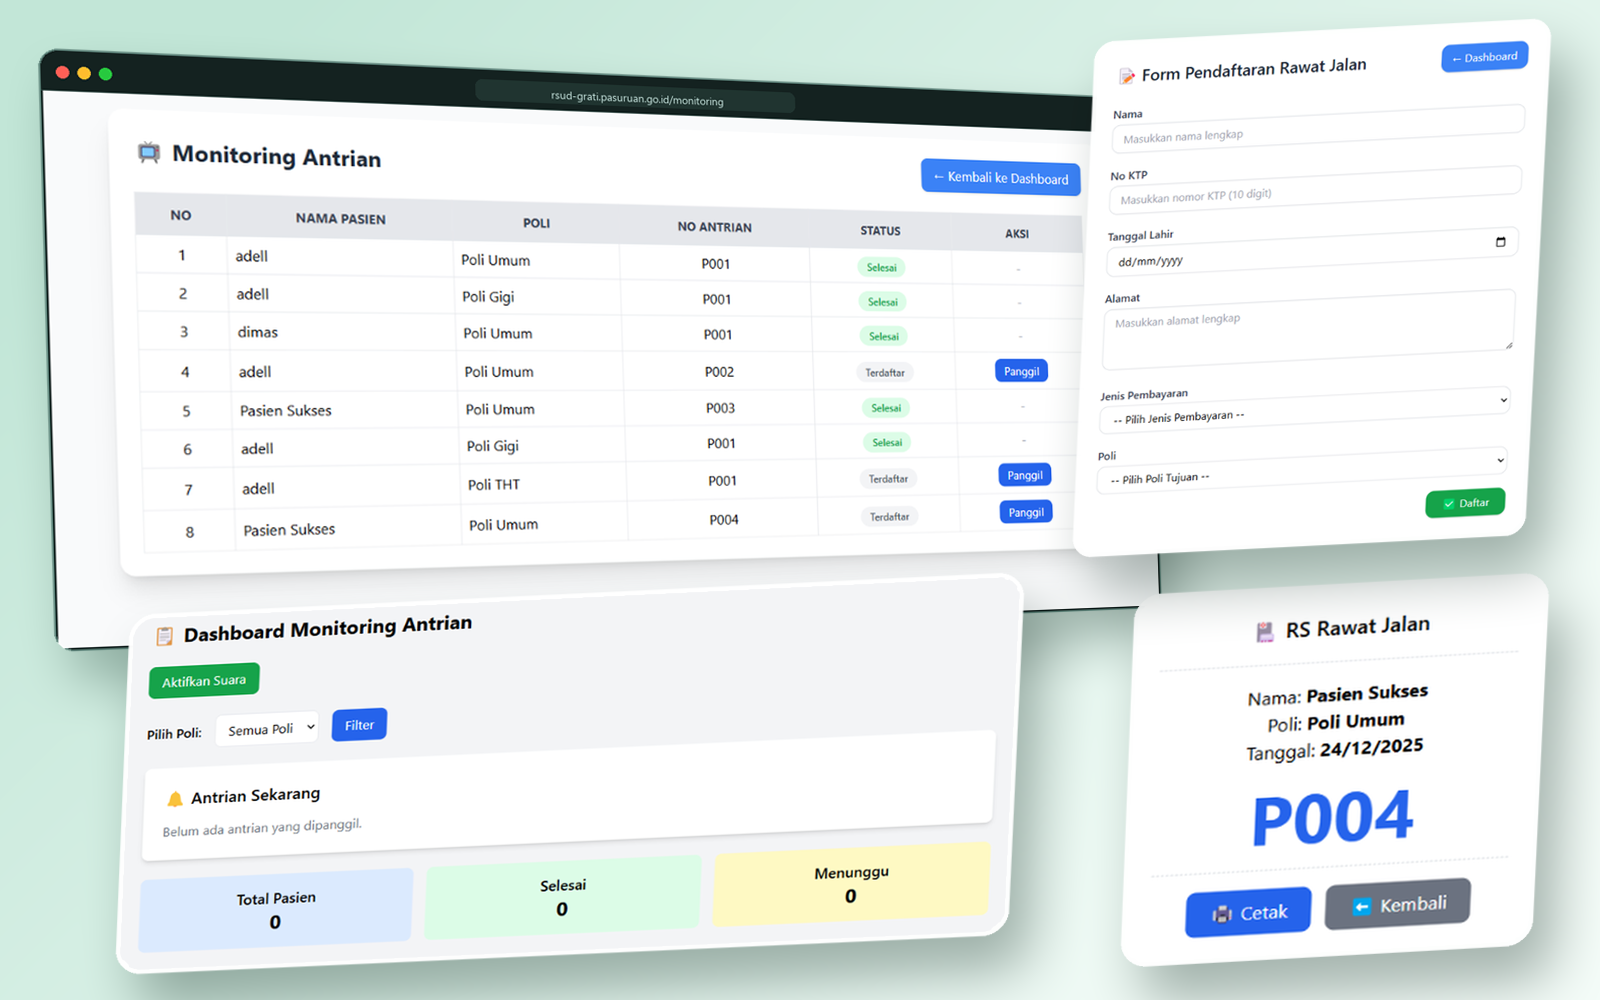 rsud-grati.pasuruan.go.id/monitoring
Monitoring Antrian
← Kembali ke Dashboard
NO NAMA PASIEN POLI NO ANTRIAN STATUS AKSI
1 adell Poli Umum P001 Selesai -
2 adell Poli Gigi P001 Selesai -
3 dimas Poli Umum P001 Selesai -
4 adell Poli Umum P002 Terdaftar Panggil
5 Pasien Sukses Poli Umum P003 Selesai -
6 adell Poli Gigi P001 Selesai -
7 adell Poli THT P001 Terdaftar Panggil
8 Pasien Sukses Poli Umum P004 Terdaftar Panggil
Form Pendaftaran Rawat Jalan
← Dashboard
Nama
Masukkan nama lengkap
No KTP
Masukkan nomor KTP (10 digit)
Tanggal Lahir
dd/mm/yyyy
Alamat
Masukkan alamat lengkap
Jenis Pembayaran
-- Pilih Jenis Pembayaran --
Poli
-- Pilih Poli Tujuan --
Daftar
Dashboard Monitoring Antrian
Aktifkan Suara
Pilih Poli: Semua Poli Filter
Antrian Sekarang
Belum ada antrian yang dipanggil.
Total Pasien
0
Selesai
0
Menunggu
0
RS Rawat Jalan
Nama: Pasien Sukses
Poli: Poli Umum
Tanggal: 24/12/2025
P004
Cetak
Kembali